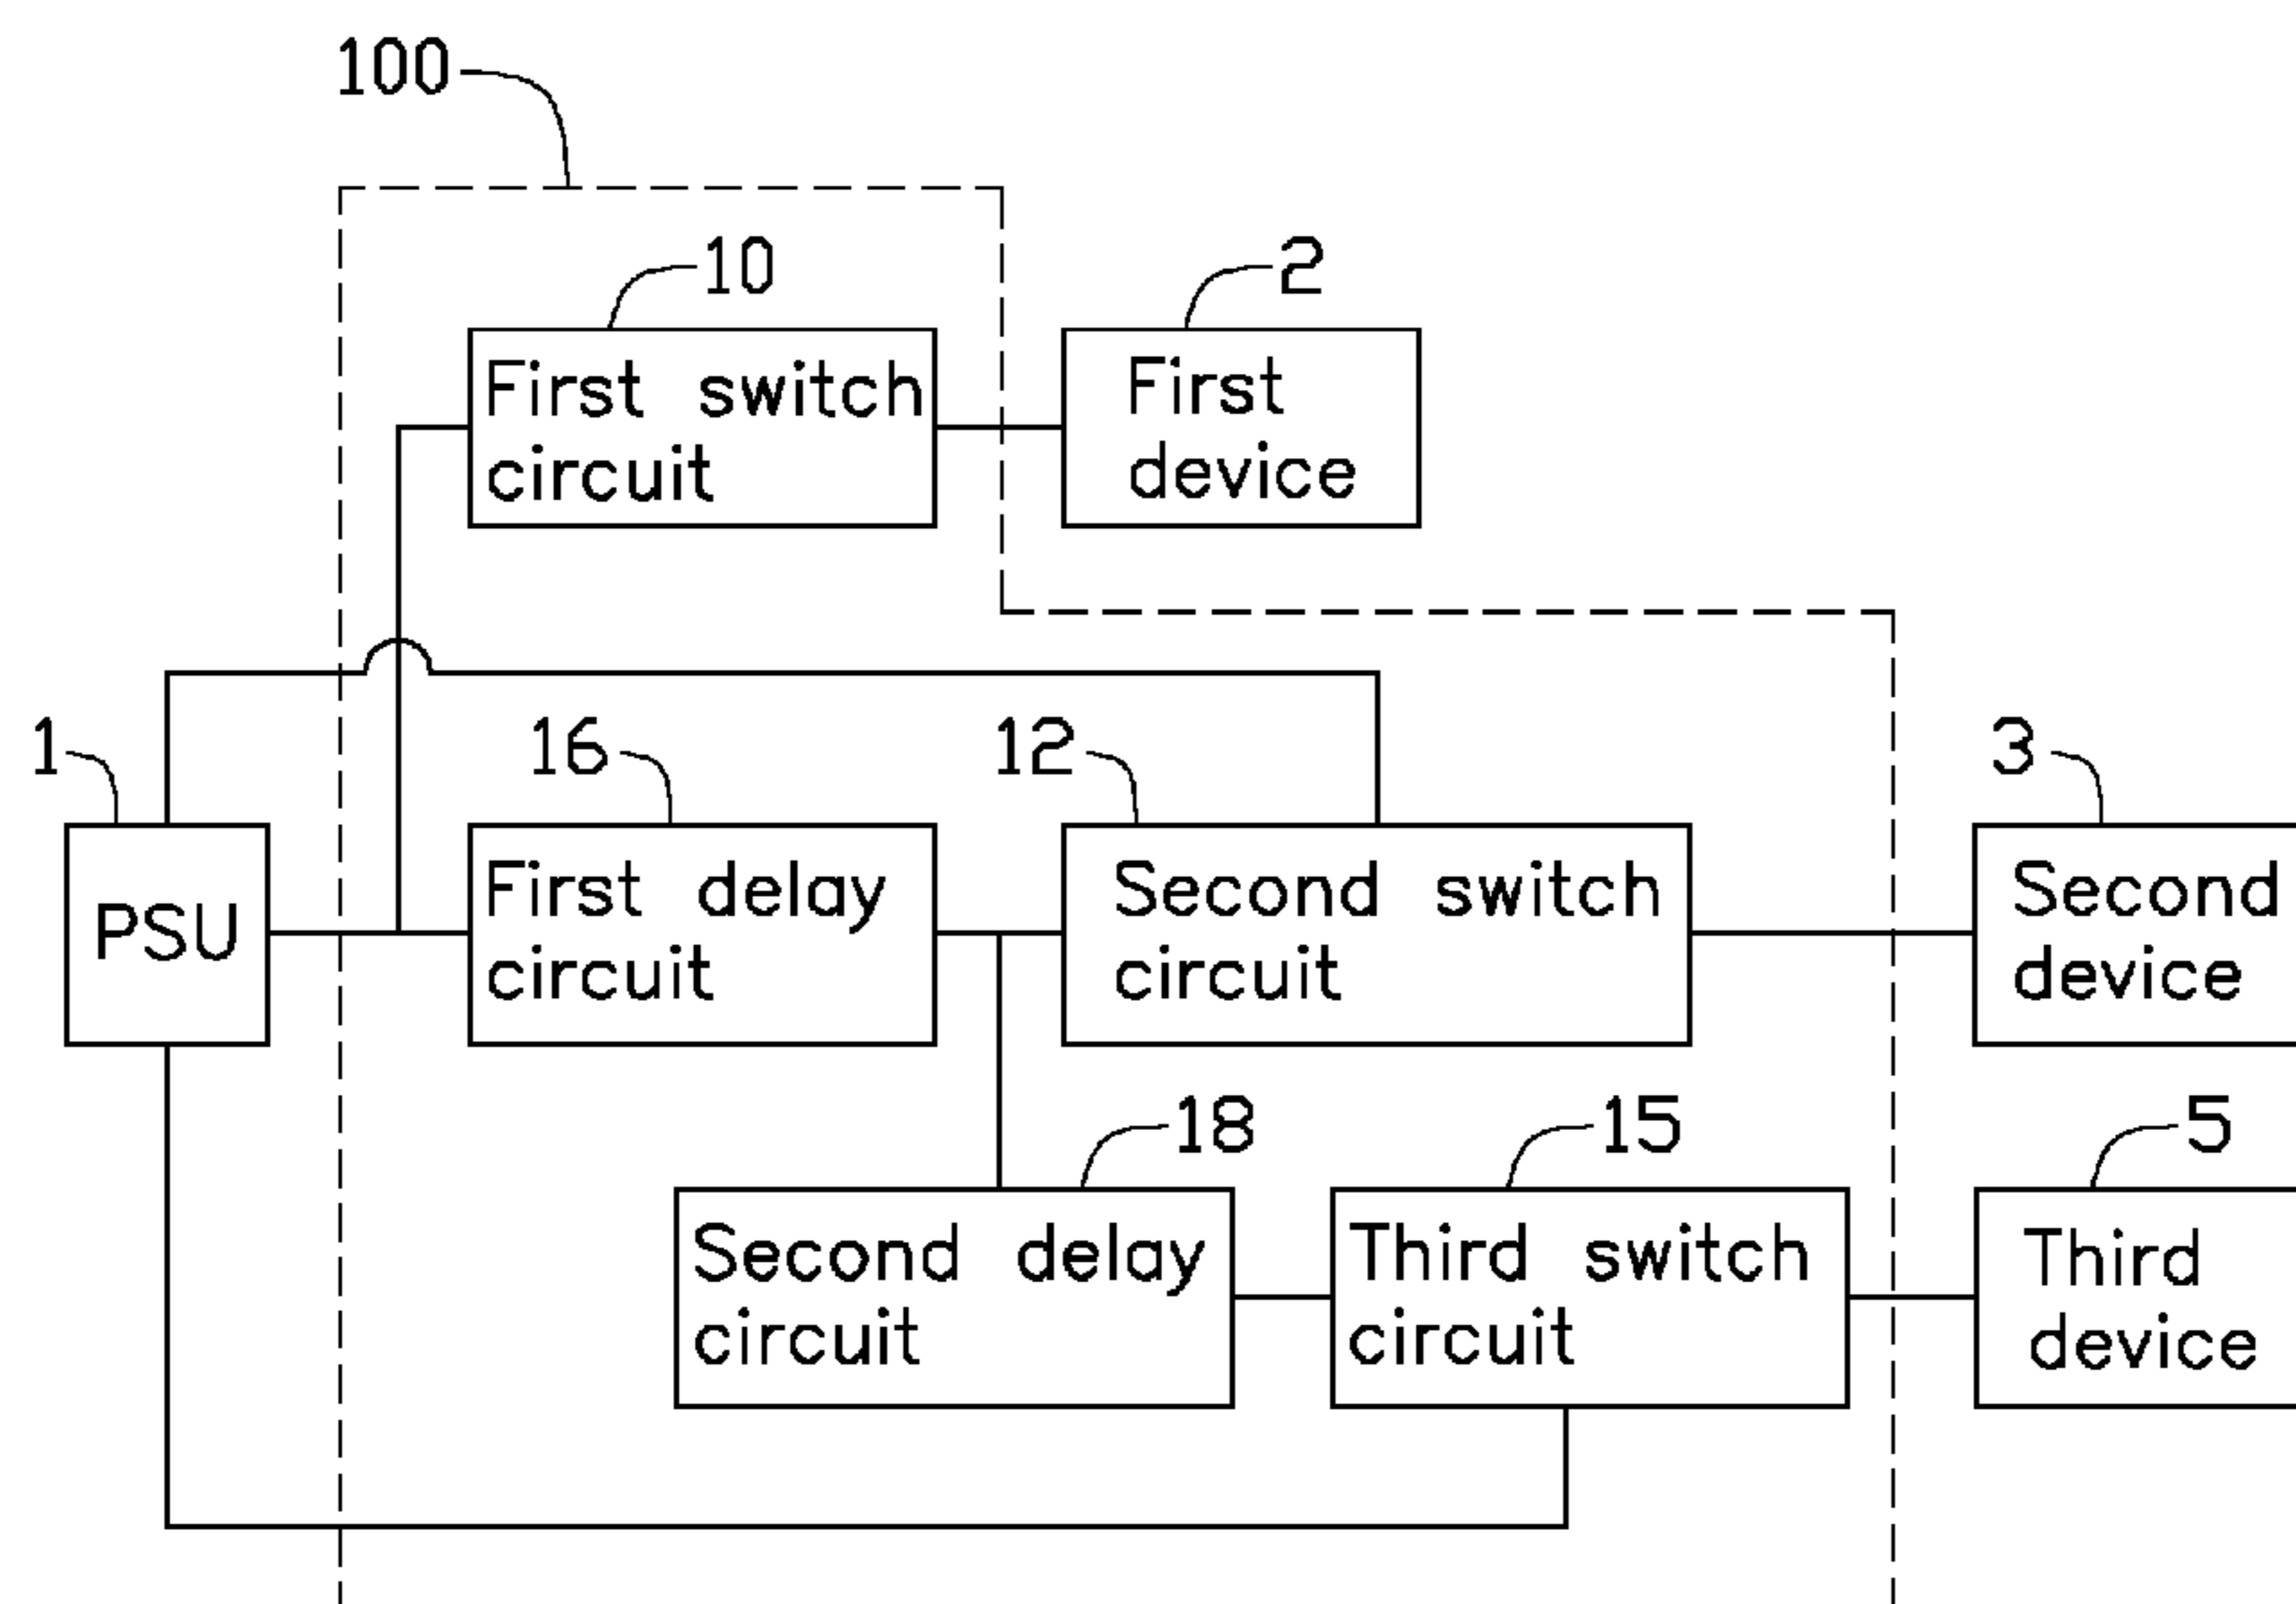 100
10
2
First switch
circuit
First
device
1
16
12
3
PSU
First delay
circuit
Second switch
circuit
Second
device
18
15
5
Second delay
circuit
Third switch
circuit
Third
device